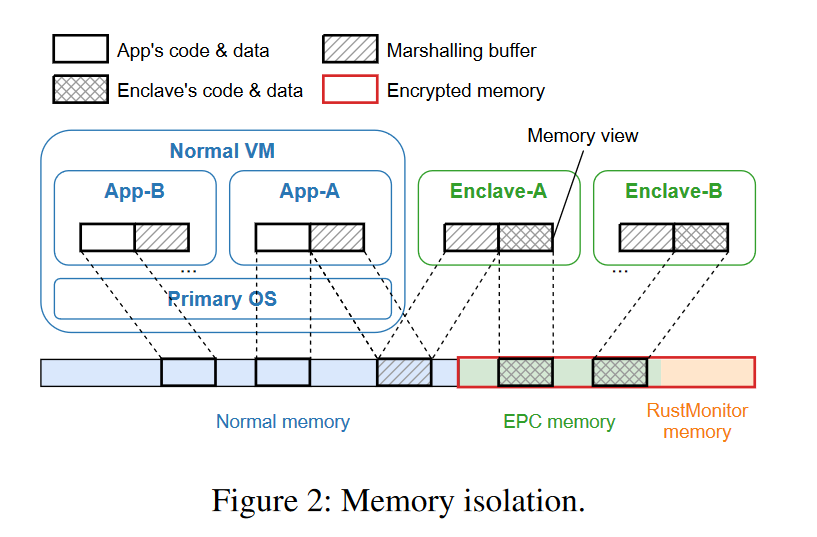 App's code & data
Marshalling buffer
Enclave's code & data
Encrypted memory
Memory view
Normal VM
App-B
App-A
Enclave-A
Enclave-B
...
...
Primary OS
Normal memory
EPC memory
RustMonitor
memory
Figure 2: Memory isolation.